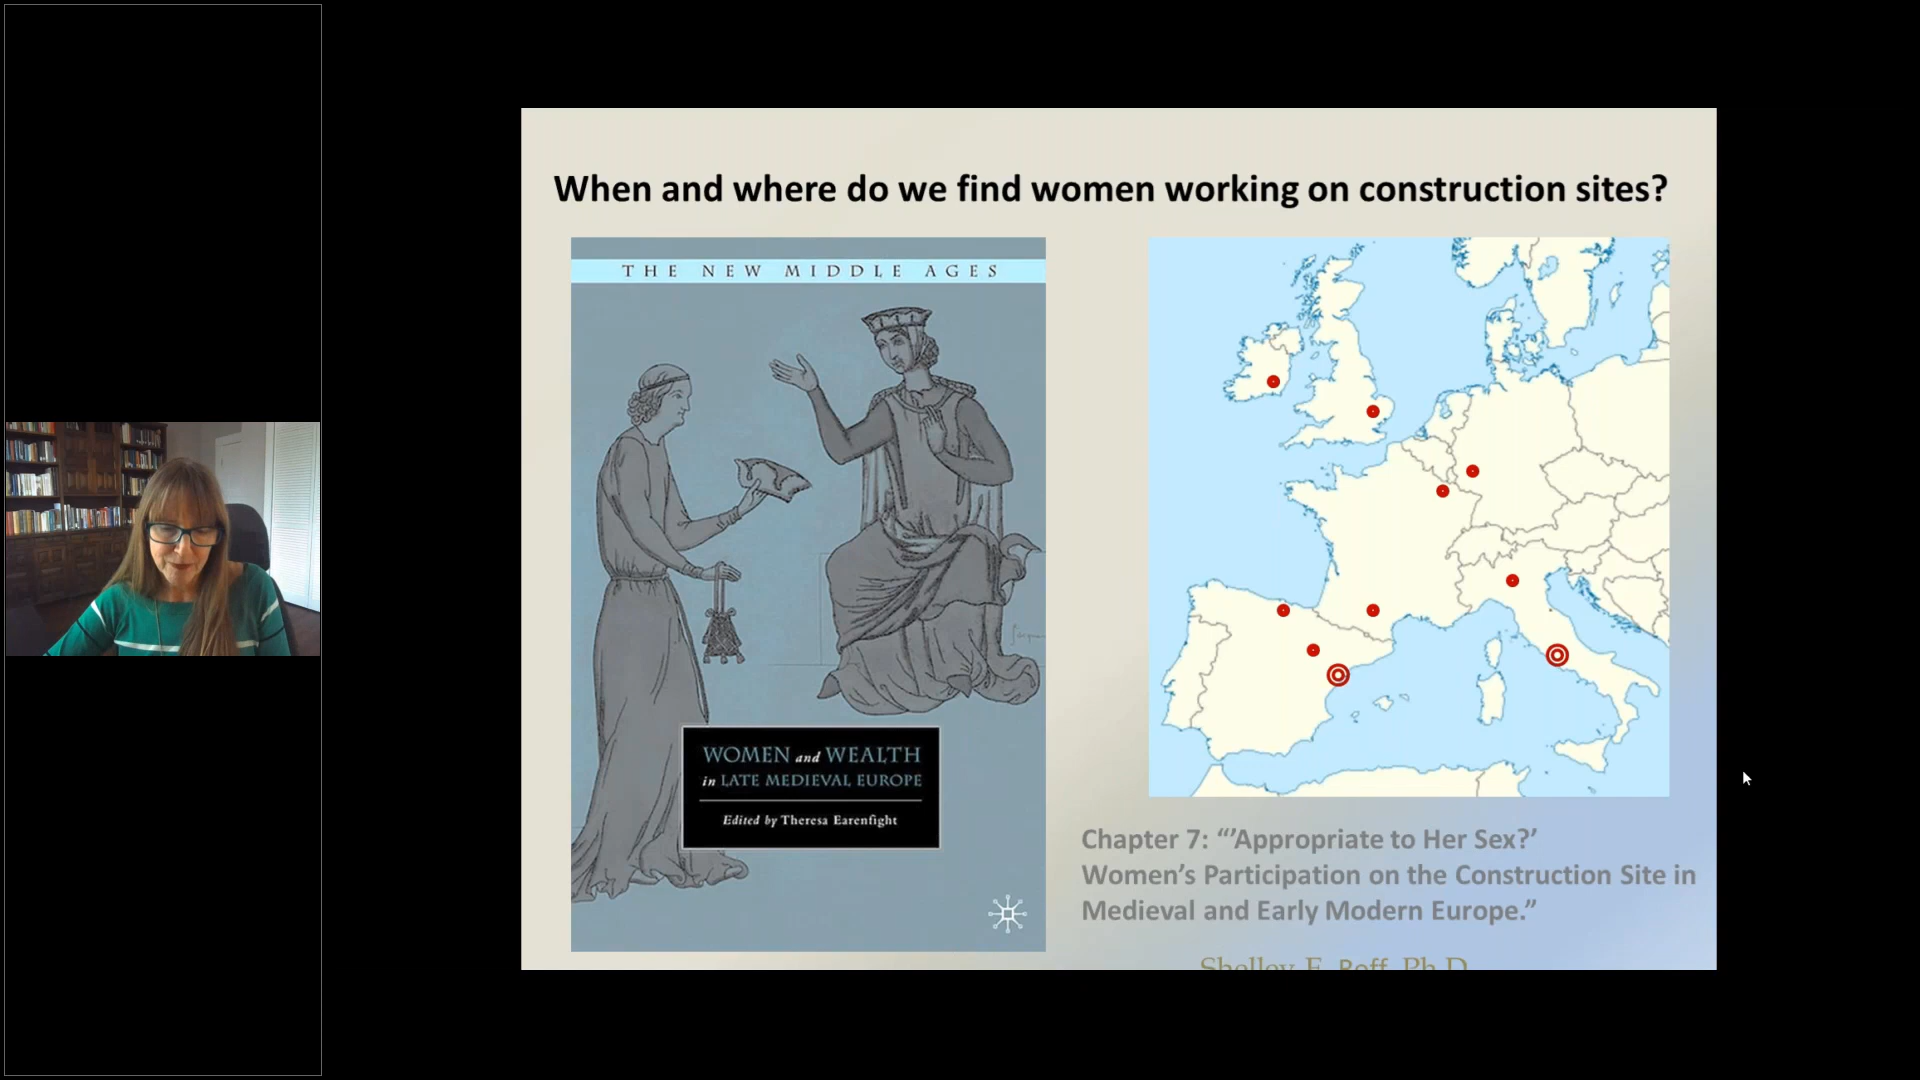 When and where do we find women working on construction sites?
THE NEW MIDDLE AGES
WOMEN and WEALTH
in LATE MEDIEVAL EUROPE
Edited by Theresa Earenfight
Chapter 7: “’Appropriate to Her Sex?’
Women’s Participation on the Construction Site in
Medieval and Early Modern Europe.”
Shelley E. Roff, Ph.D.